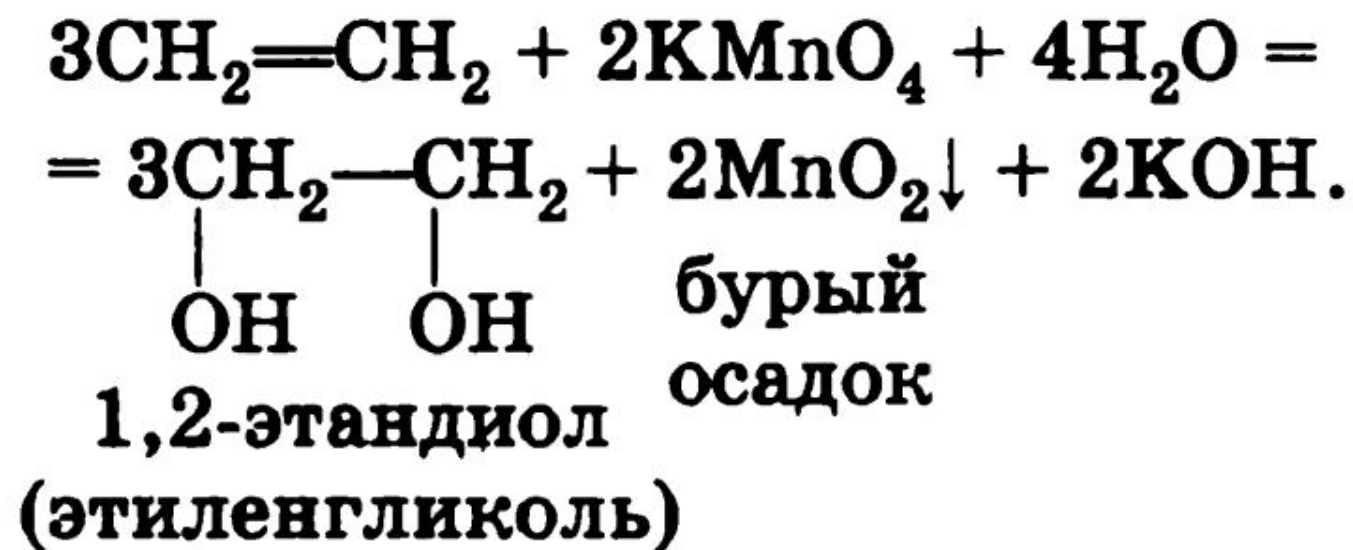 3CH₂=CH₂ + 2KMnO₄ + 4H₂O =
= 3CH₂—CH₂ + 2MnO₂↓ + 2KOH.
OH OH бурый
осадок
1,2-этандиол
(этиленгликоль)